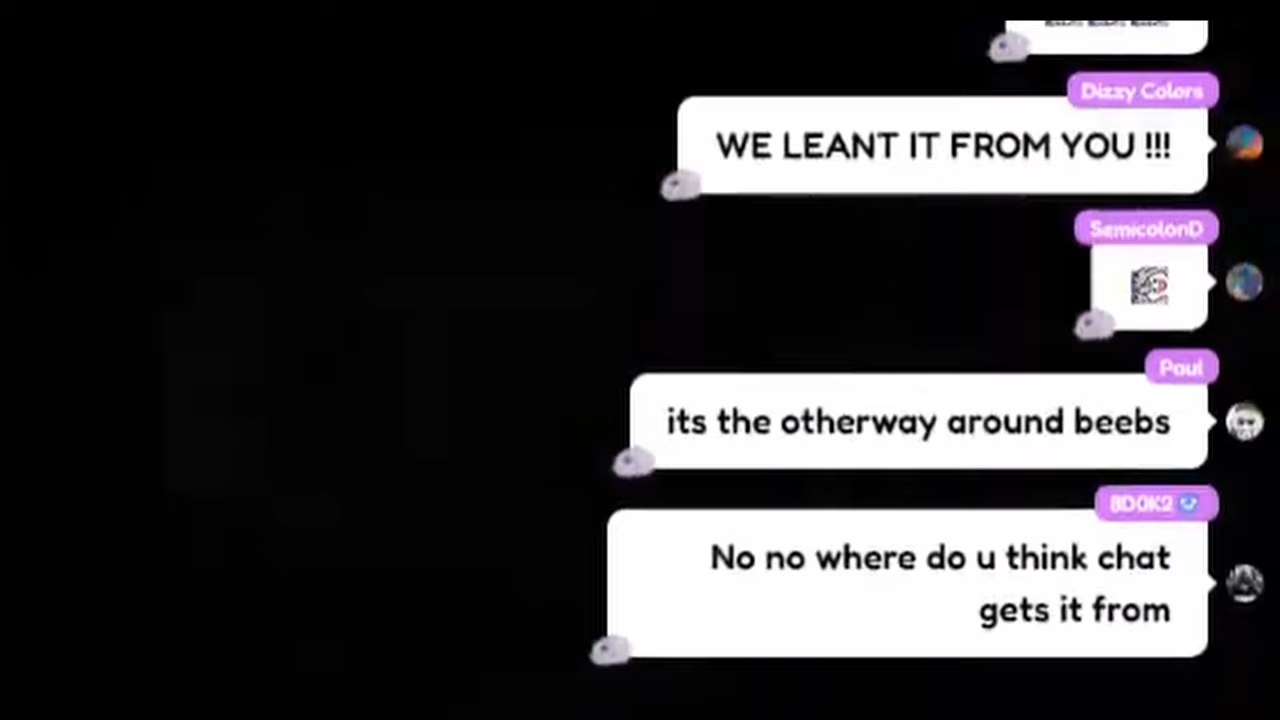 Dizzy Colors
WE LEANT IT FROM YOU !!!
SemicolonD
Paul
its the otherway around beebs
8D0K2
No no where do u think chat
gets it from